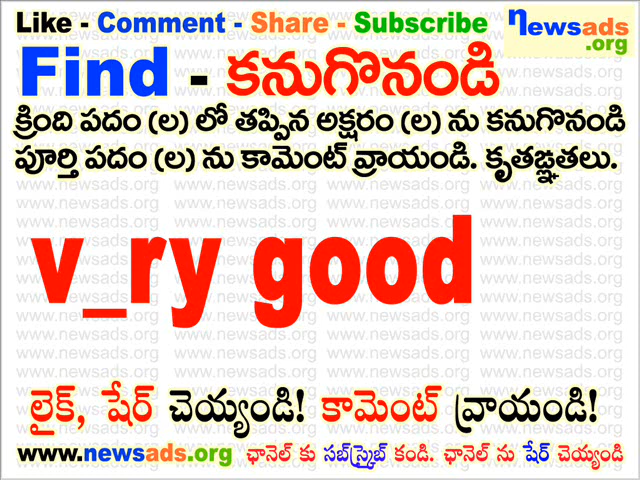 Like - Comment - Share - Subscribe
newsads
.org
Find - కనుగొనండి
క్రింది పదం (ల) లో తప్పిన అక్షరం (ల) ను కనుగొనండి
పూర్తి పదం (ల) ను కామెంట్ వ్రాయండి. కృతజ్ఞతలు.
v_ry good
లైక్, షేర్ చెయ్యండి! కామెంట్ వ్రాయండి!
www.newsads.org ఛానెల్ కు సబ్‌స్క్రైబ్ కండి. ఛానెల్ ను షేర్ చెయ్యండి